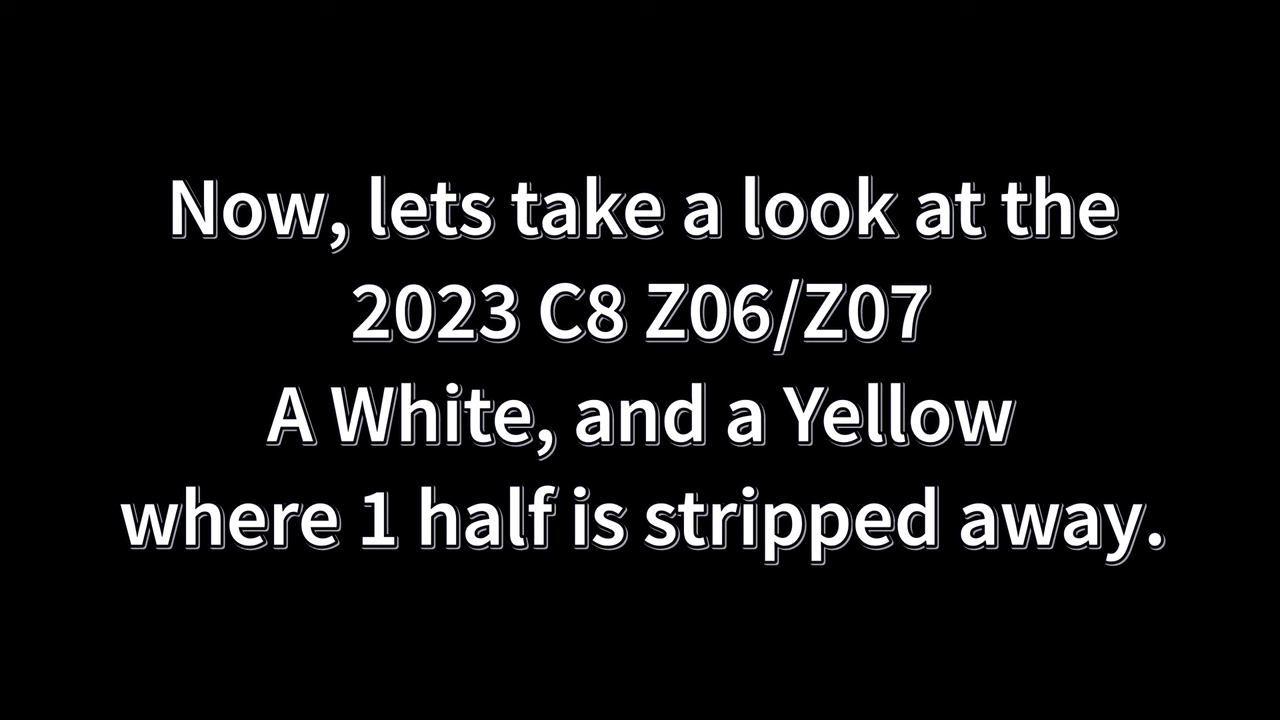 Now, lets take a look at the
2023 C8 Z06/Z07
A White, and a Yellow
where 1 half is stripped away.